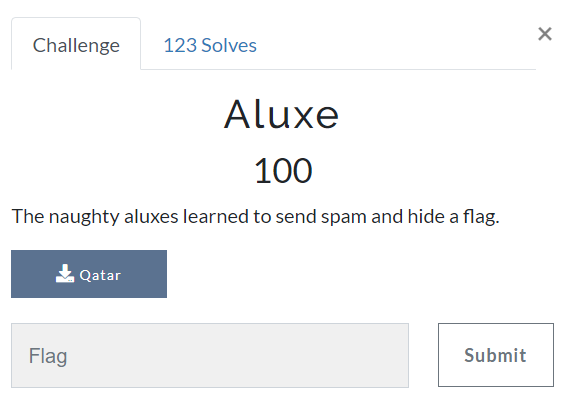 Challenge
123 Solves
×
Aluxe
100
The naughty aluxes learned to send spam and hide a flag.
Qatar
Flag
Submit